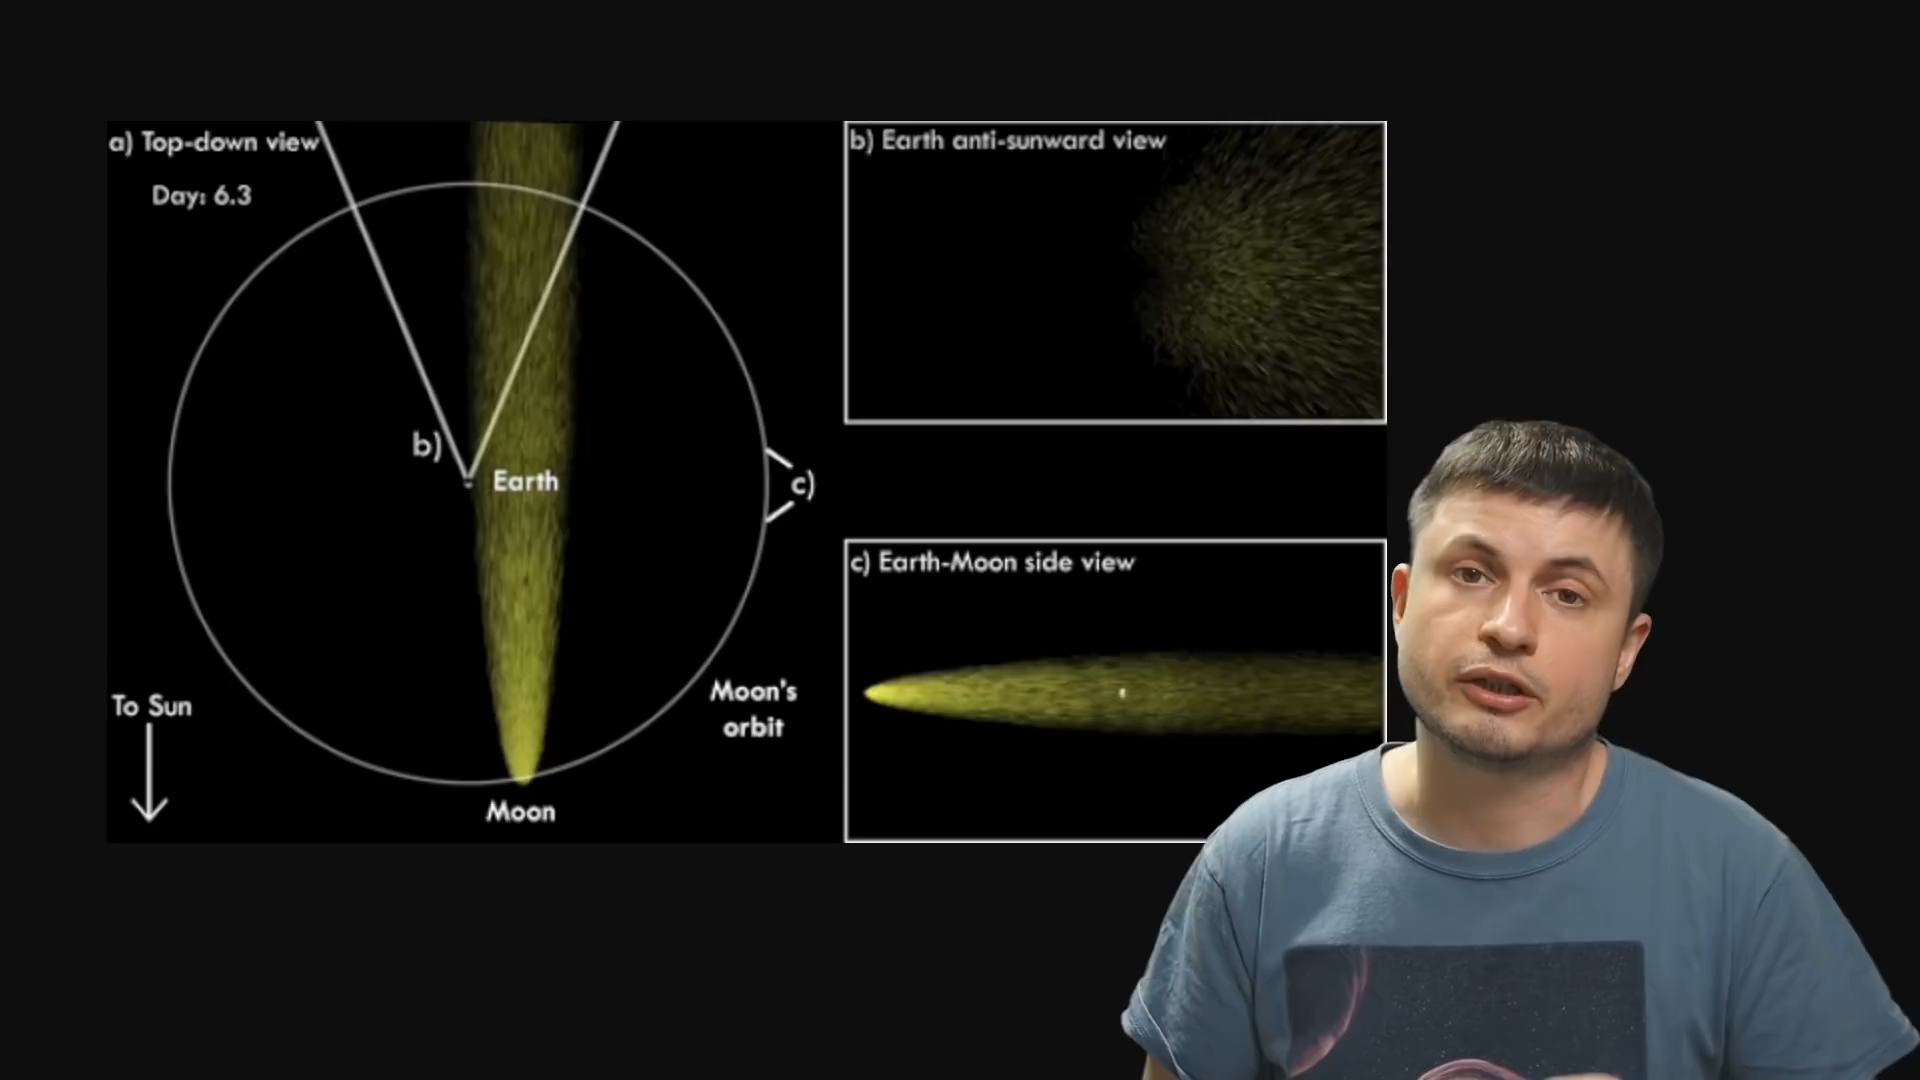 a) Top-down view
Day: 6.3
b)
Earth
c)
To Sun
Moon's
orbit
Moon
b) Earth anti-sunward view
c) Earth-Moon side view